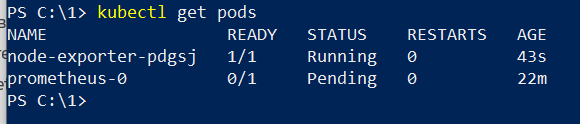 PS C:\1> kubectl get pods
NAME READY STATUS RESTARTS AGE
node-exporter-pdgsj 1/1 Running 0 43s
prometheus-0 0/1 Pending 0 22m
PS C:\1>